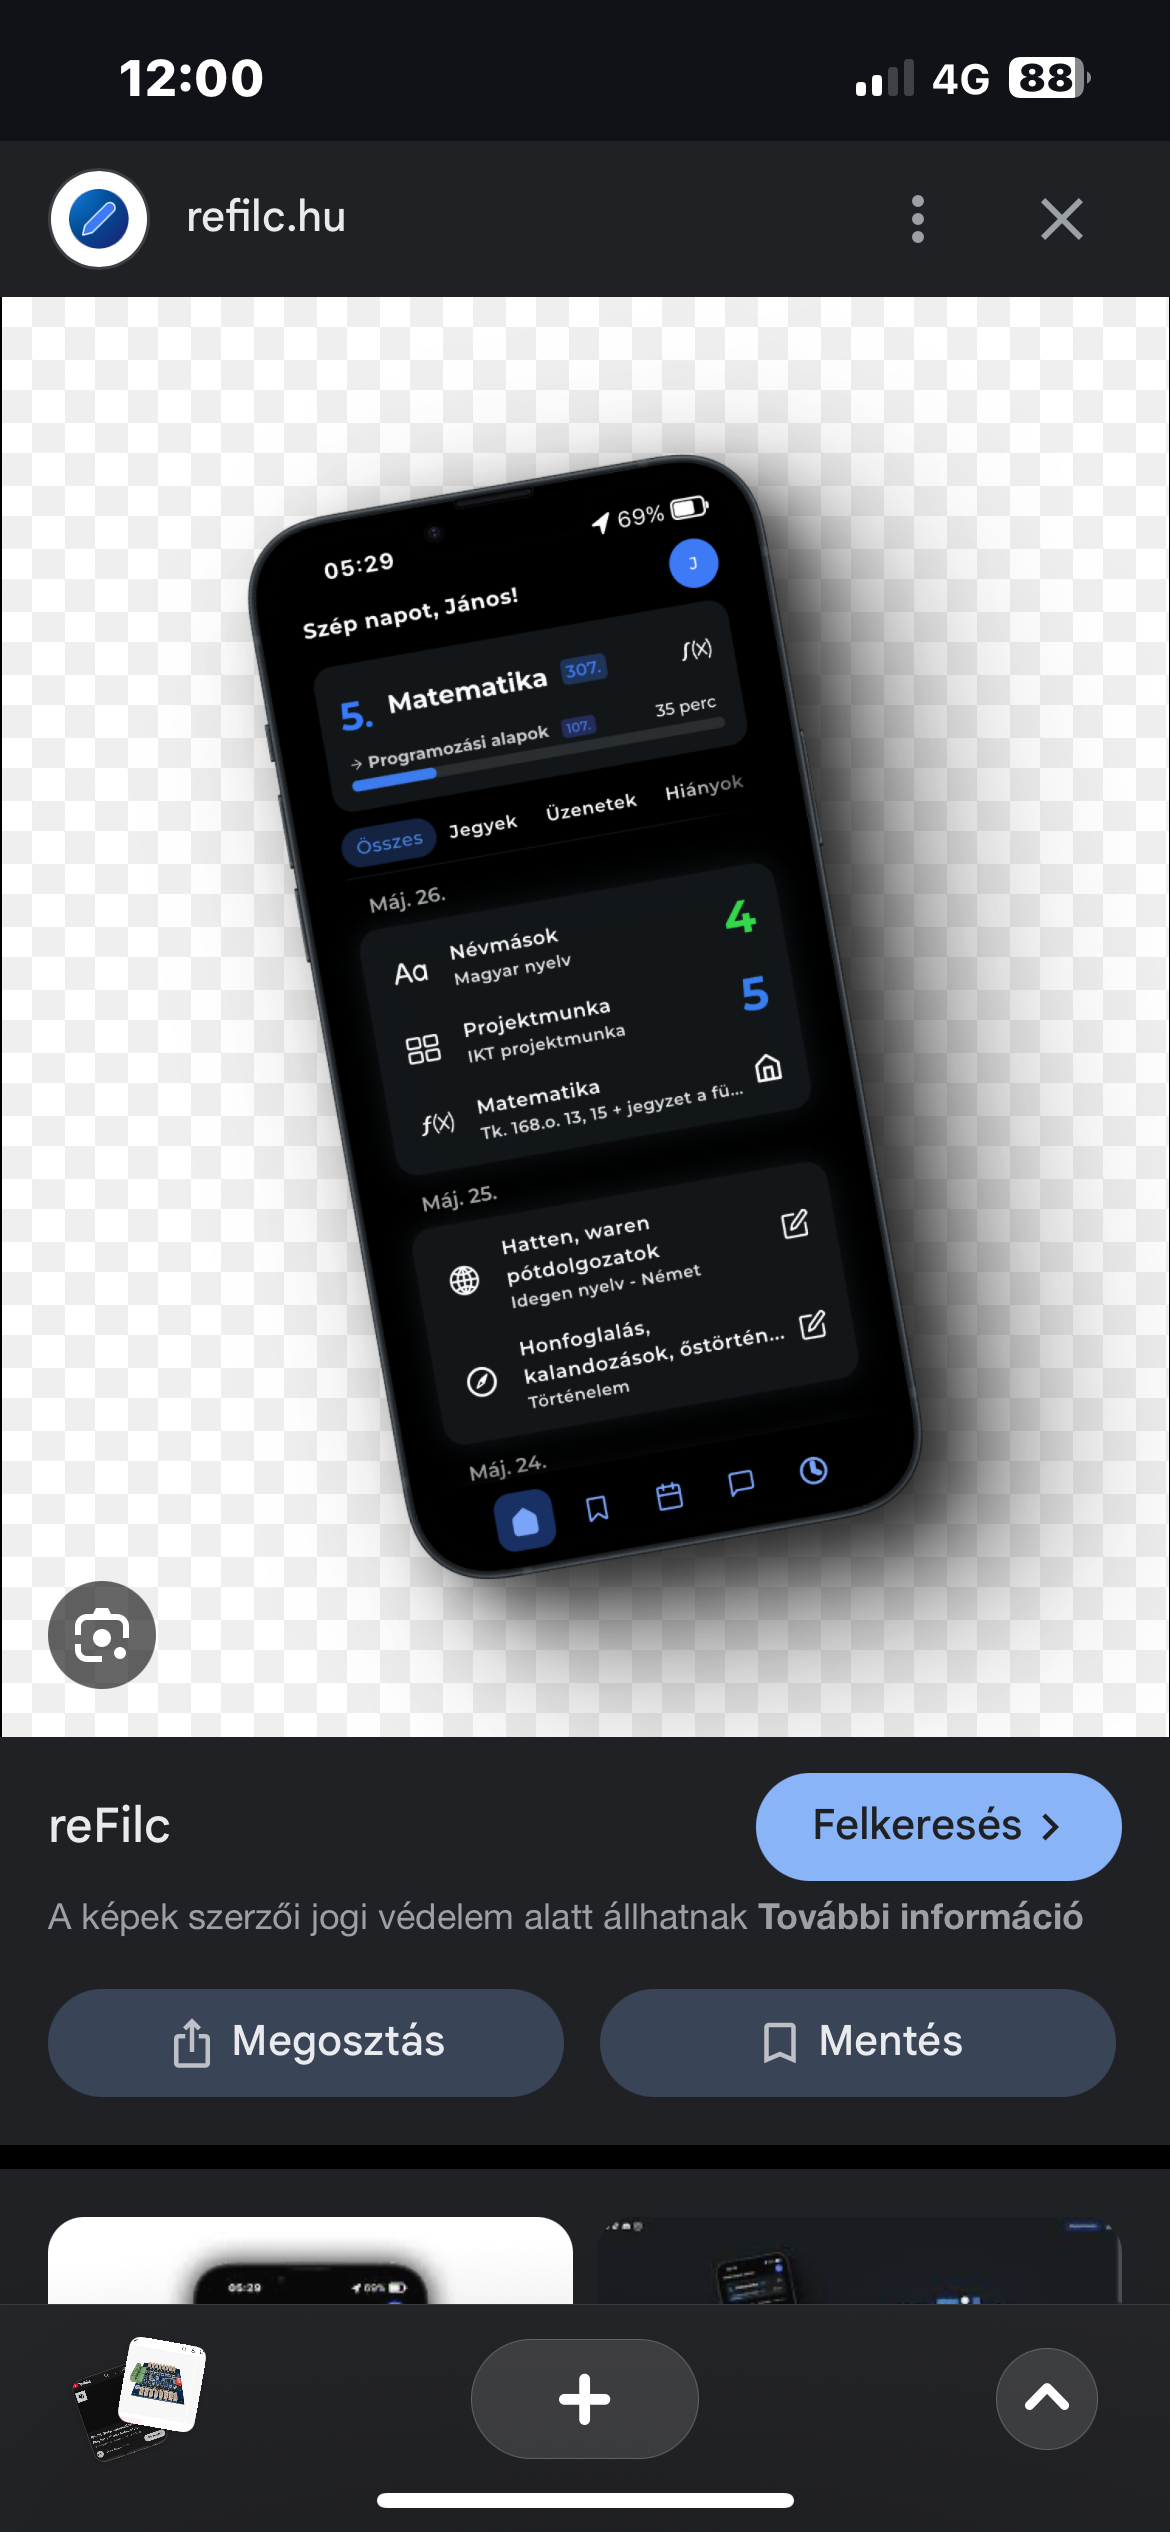 12:00
4G 88
refilc.hu
05:29
69%
Szép napot, János!
J
5. Matematika 307.
ƒ(x)
→ Programozási alapok 107.
35 perc
Összes Jegyek Üzenetek Hiányok
Máj. 26.
Aa
Névmások
Magyar nyelv
4
Projektmunka
IKT projektmunka
5
ƒ(x)
Matematika
Tk. 168.o. 13, 15 + jegyzet a fü...
Máj. 25.
Hatten, waren
pótdolgozatok
Idegen nyelv - Német
Honfoglalás,
kalandozások, őstörtén...
Történelem
Máj. 24.
reFilc
Felkeresés
A képek szerzői jogi védelem alatt állhatnak További információ
Megosztás
Mentés
05:29
69%